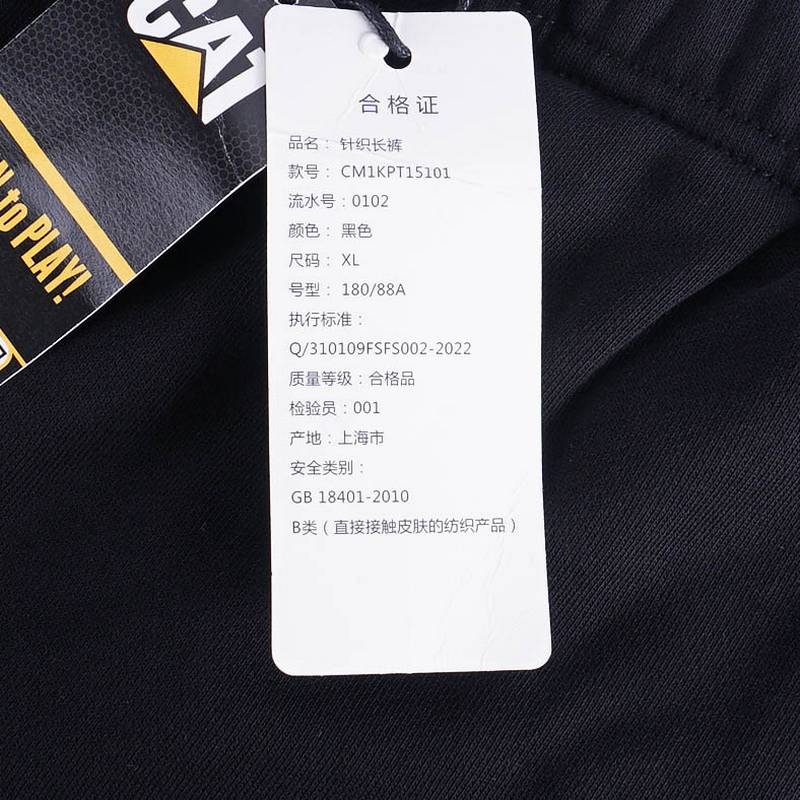 CAT
to PLAY!
合格证
品名： 针织长裤
款号： CM1KPT15101
流水号：0102
颜色： 黑色
尺码： XL
号型： 180/88A
执行标准：
Q/310109FSFS002-2022
质量等级：合格品
检验员：001
产地：上海市
安全类别：
GB 18401-2010
B类（直接接触皮肤的纺织产品）